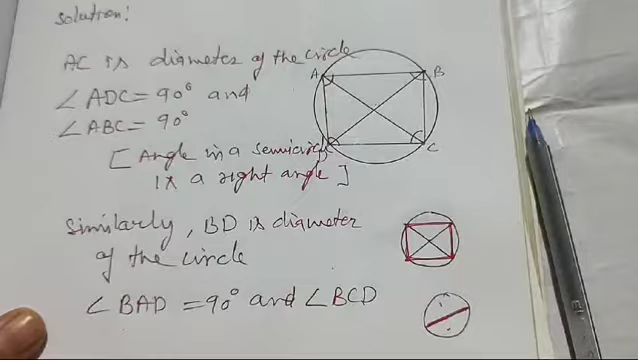 Solution:
AC is diameter of the circle
∠ADC = 90° and
∠ABC = 90°
[Angle in a semicircle
is a right angle]
Similarly, BD is diameter
of the circle
∠BAD = 90° and ∠BCD
A
B
D
C